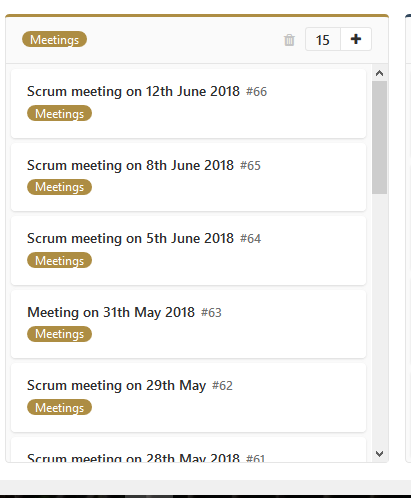 Meetings
15 +
Scrum meeting on 12th June 2018 #66
Meetings
Scrum meeting on 8th June 2018 #65
Meetings
Scrum meeting on 5th June 2018 #64
Meetings
Meeting on 31th May 2018 #63
Meetings
Scrum meeting on 29th May #62
Meetings
Scrum meeting on 28th May 2018 #61